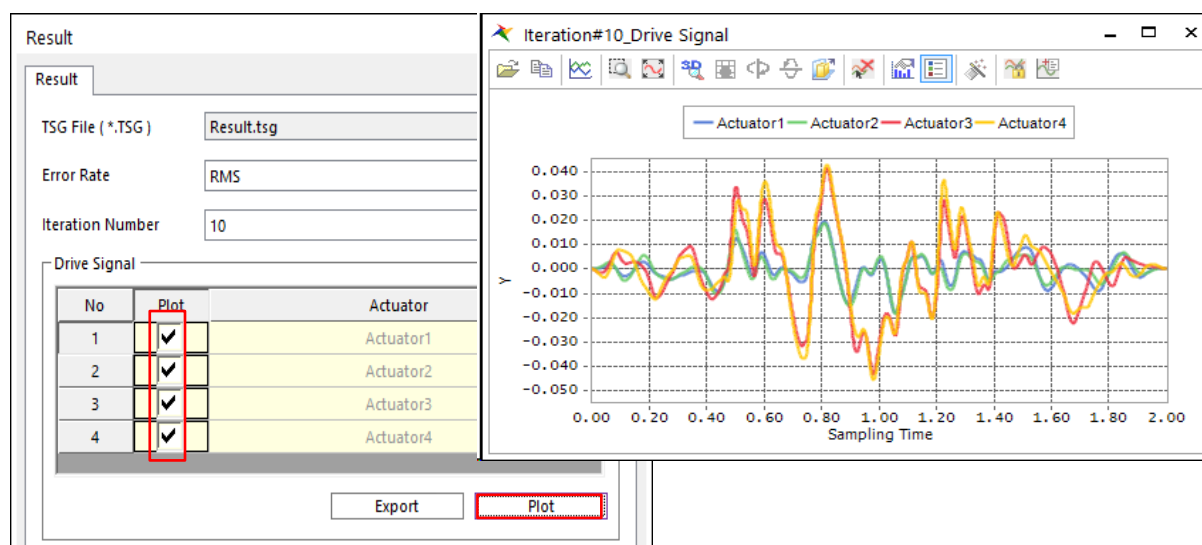 Result
Result
TSG File ( *.TSG )
Result.tsg
Error Rate
RMS
Iteration Number
10
Drive Signal
No Plot Actuator
1 Actuator1
2 Actuator2
3 Actuator3
4 Actuator4
Export Plot
Iteration#10_Drive Signal
3D
Actuator1 Actuator2 Actuator3 Actuator4
0.040
0.030
0.020
0.010
0.000
-0.010
-0.020
-0.030
-0.040
-0.050
Y
0.00 0.20 0.40 0.60 0.80 1.00 1.20 1.40 1.60 1.80 2.00
Sampling Time